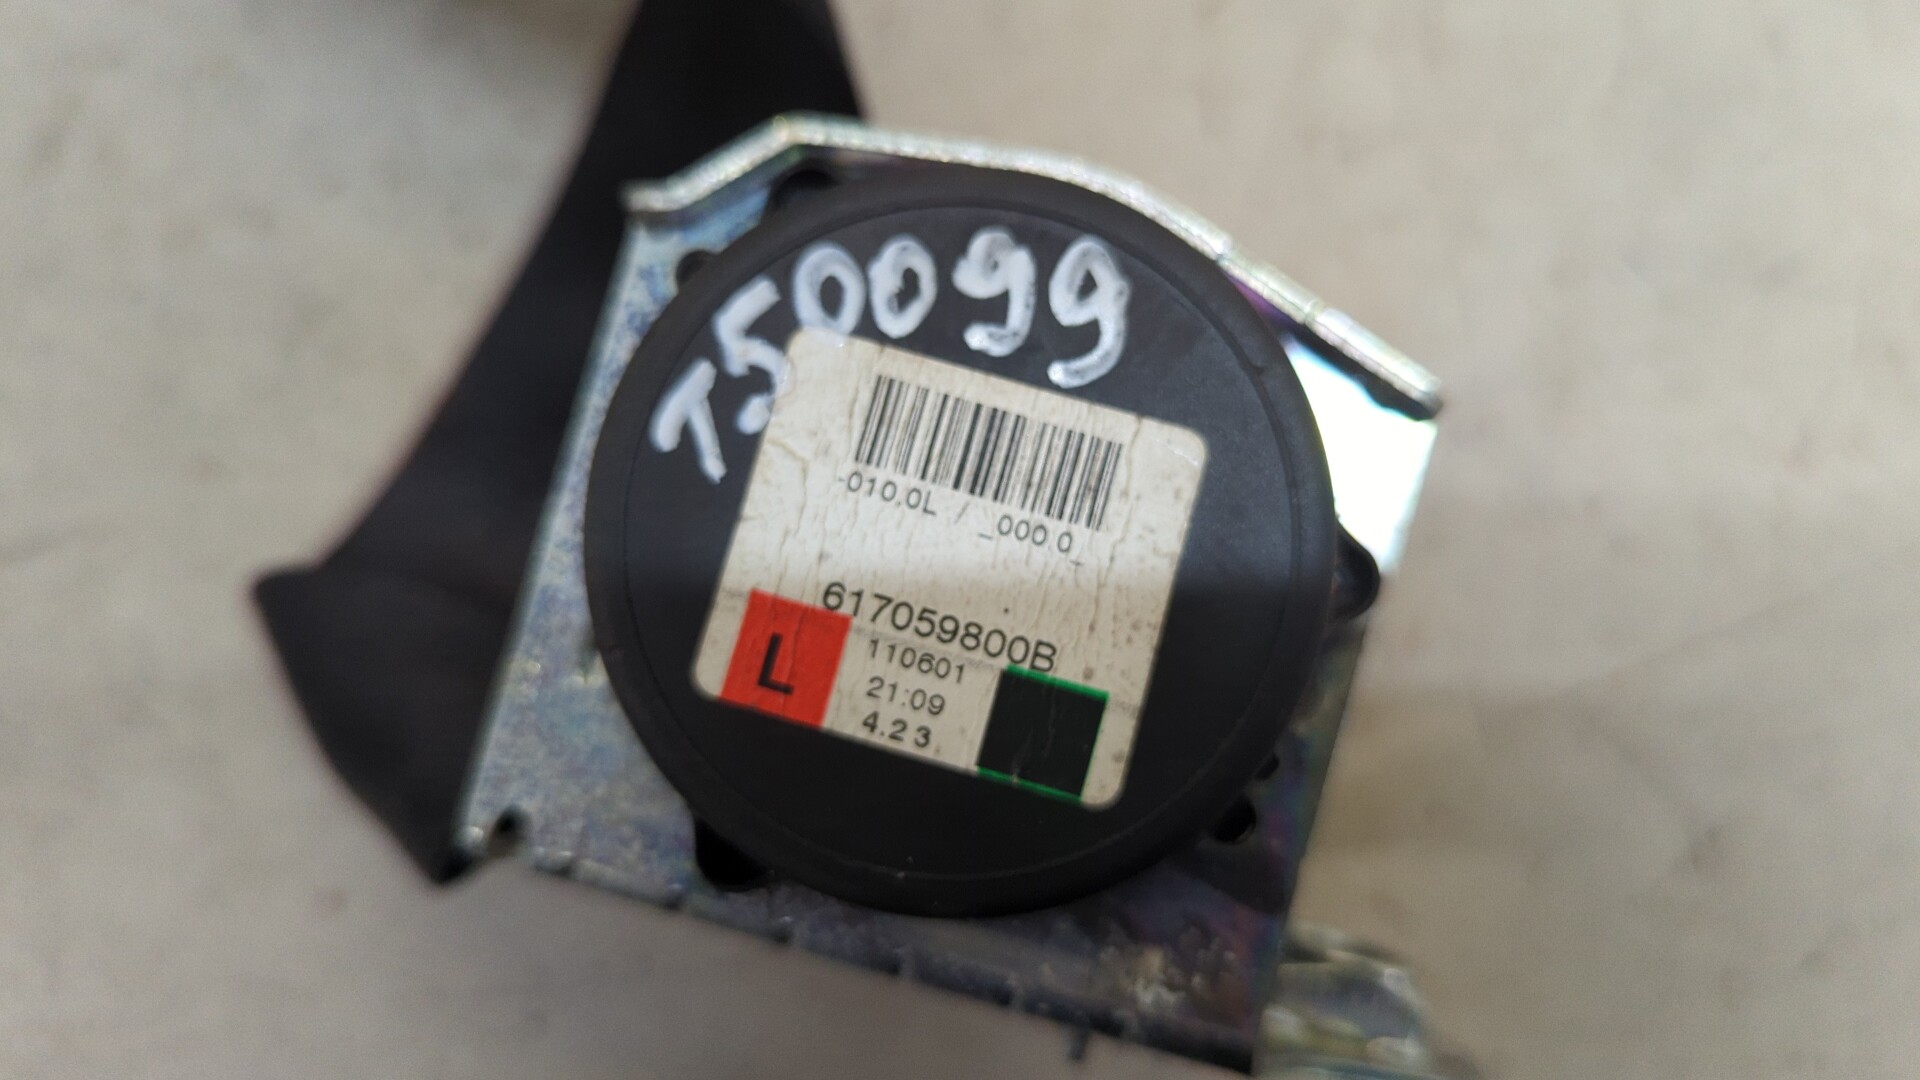 T50099
-010.0L / _000.0_
617059800B
L
110601
21:09
4.23